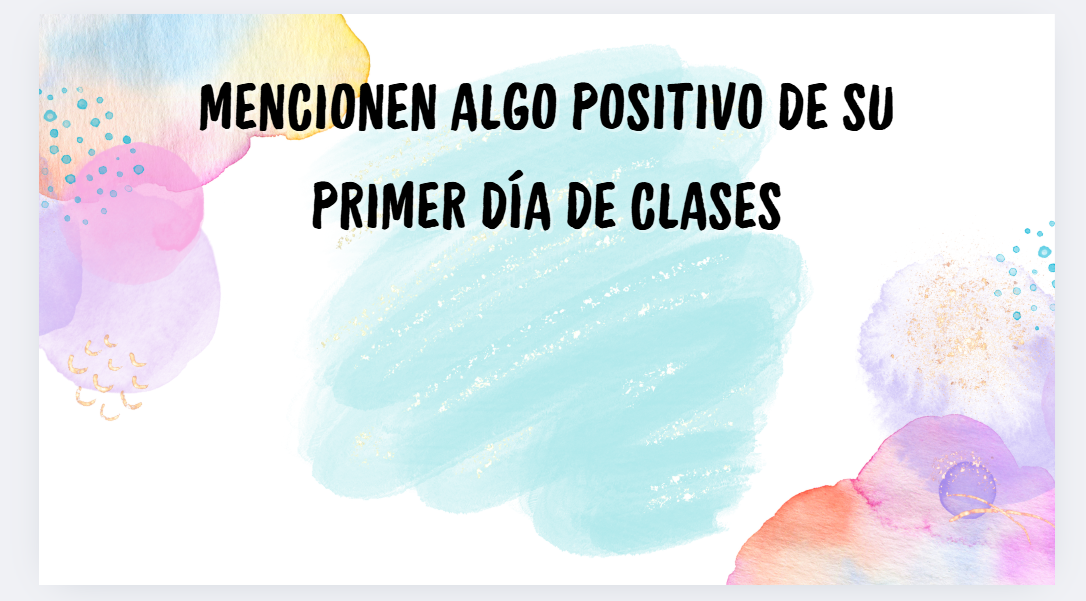 MENCIONEN ALGO POSITIVO DE SU
PRIMER DÍA DE CLASES